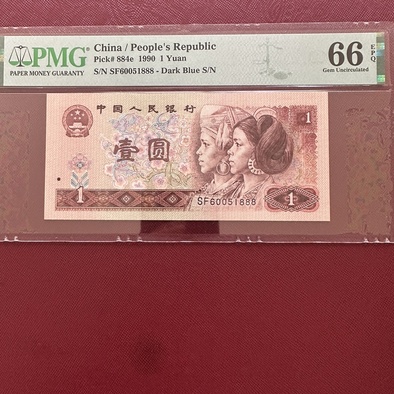 PMG
PAPER MONEY GUARANTY
China / People's Republic
Pick# 884e 1990 1 Yuan
S/N SF60051888 - Dark Blue S/N
66
EPQ
Gem Uncirculated
中国人民银行
1
壹圆
1
SF60051888
1